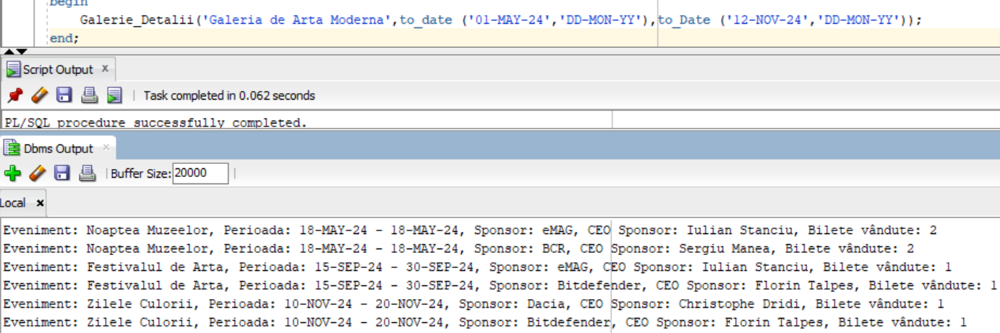 begin
Galerie_Detalii('Galeria de Arta Moderna',to_date ('01-MAY-24','DD-MON-YY'),to_Date ('12-NOV-24','DD-MON-YY'));
end;
Script Output x
Task completed in 0.062 seconds
PL/SQL procedure successfully completed.
Dbms Output ×
Buffer Size: 20000
Local ×
Eveniment: Noaptea Muzeelor, Perioada: 18-MAY-24 - 18-MAY-24, Sponsor: eMAG, CEO Sponsor: Iulian Stanciu, Bilete vândute: 2
Eveniment: Noaptea Muzeelor, Perioada: 18-MAY-24 - 18-MAY-24, Sponsor: BCR, CEO Sponsor: Sergiu Manea, Bilete vândute: 2
Eveniment: Festivalul de Arta, Perioada: 15-SEP-24 - 30-SEP-24, Sponsor: eMAG, CEO Sponsor: Iulian Stanciu, Bilete vândute: 1
Eveniment: Festivalul de Arta, Perioada: 15-SEP-24 - 30-SEP-24, Sponsor: Bitdefender, CEO Sponsor: Florin Talpes, Bilete vândute: 1
Eveniment: Zilele Culorii, Perioada: 10-NOV-24 - 20-NOV-24, Sponsor: Dacia, CEO Sponsor: Christophe Dridi, Bilete vândute: 1
Eveniment: Zilele Culorii, Perioada: 10-NOV-24 - 20-NOV-24, Sponsor: Bitdefender, CEO Sponsor: Florin Talpes, Bilete vândute: 1